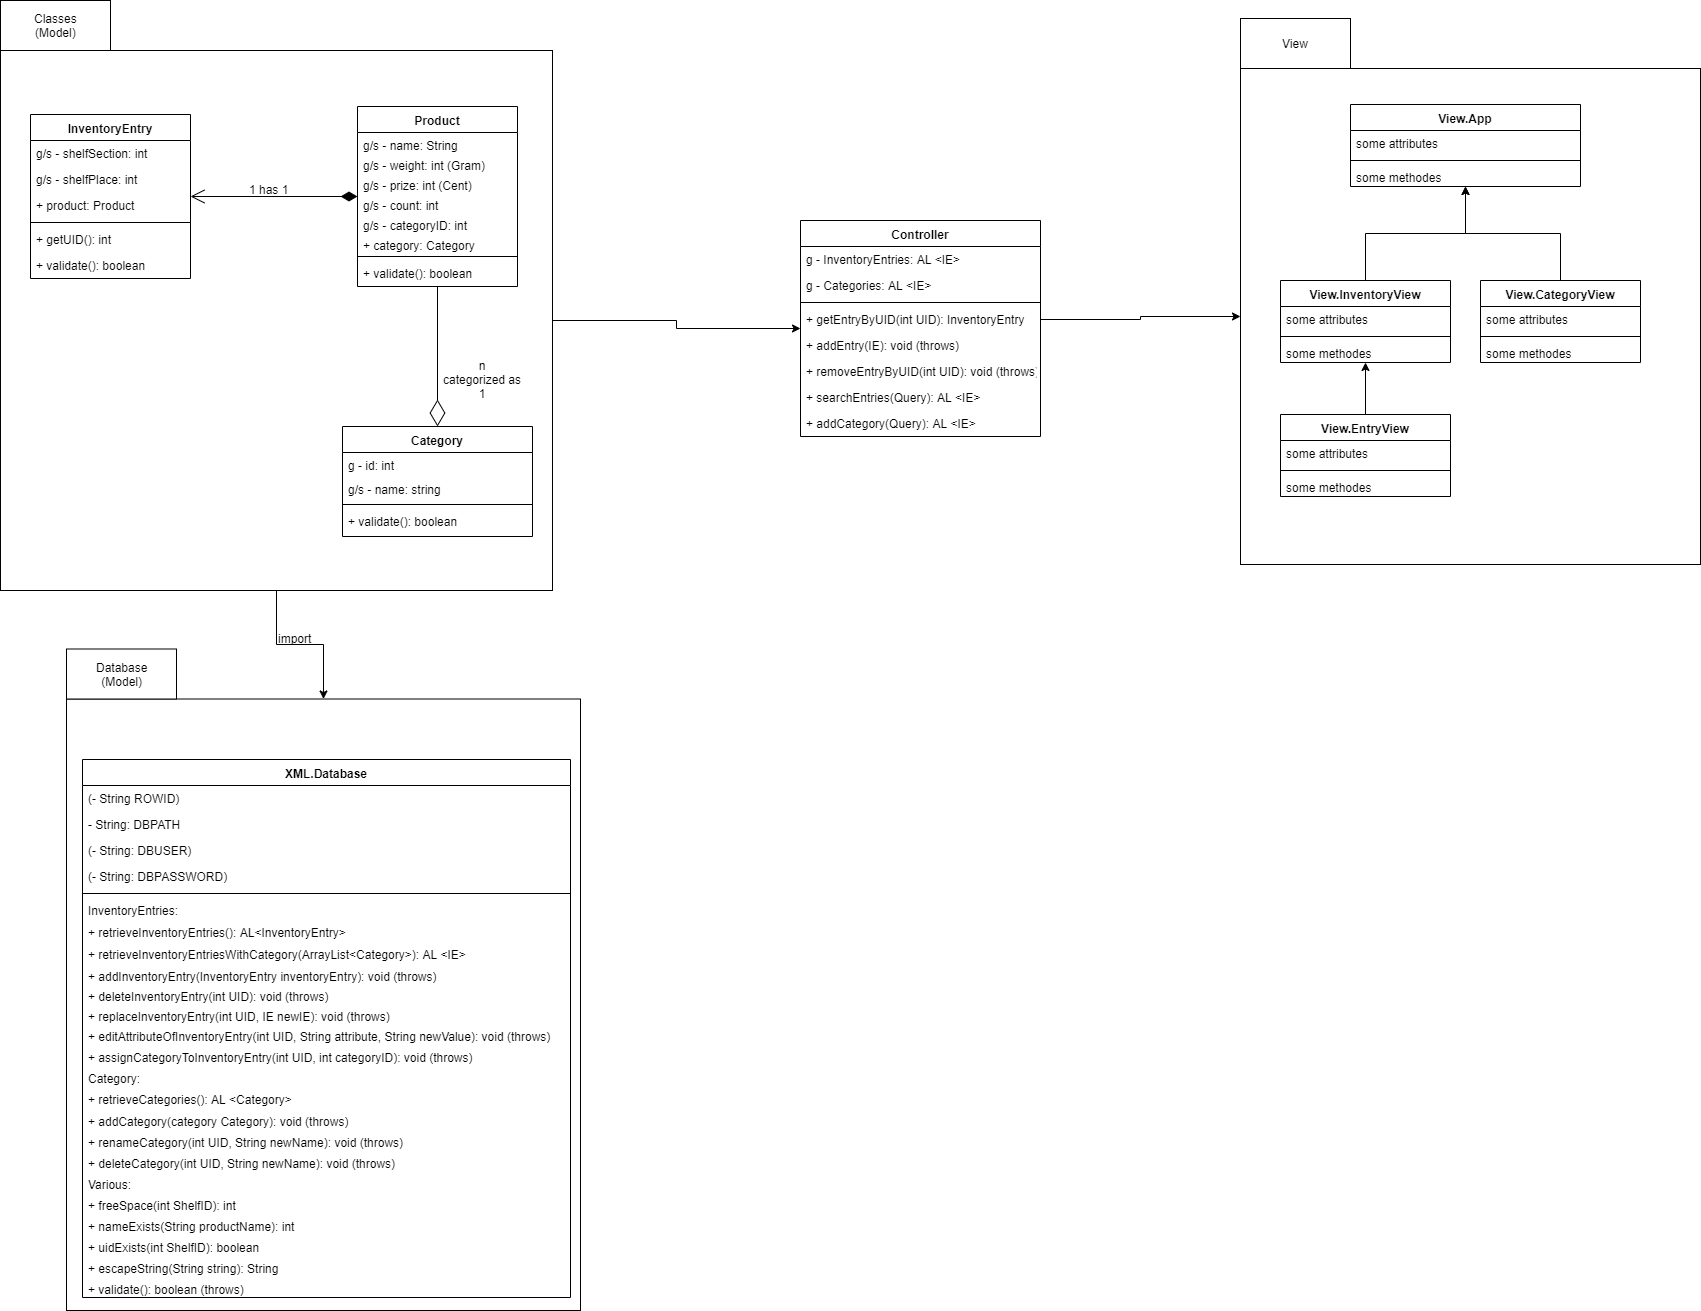 Classes
(Model)
InventoryEntry
g/s - shelfSection: int
g/s - shelfPlace: int
+ product: Product
+ getUID(): int
+ validate(): boolean
1 has 1
Product
g/s - name: String
g/s - weight: int (Gram)
g/s - prize: int (Cent)
g/s - count: int
g/s - categoryID: int
+ category: Category
+ validate(): boolean
n
categorized as
1
Category
g - id: int
g/s - name: string
+ validate(): boolean
Controller
g - InventoryEntries: AL <IE>
g - Categories: AL <IE>
+ getEntryByUID(int UID): InventoryEntry
+ addEntry(IE): void (throws)
+ removeEntryByUID(int UID): void (throws
+ searchEntries(Query): AL <IE>
+ addCategory(Query): AL <IE>
View
View.App
some attributes
some methodes
View.InventoryView
some attributes
some methodes
View.CategoryView
some attributes
some methodes
View.EntryView
some attributes
some methodes
import
Database
(Model)
XML.Database
(- String ROWID)
- String: DBPATH
(- String: DBUSER)
(- String: DBPASSWORD)
InventoryEntries:
+ retrieveInventoryEntries(): AL<InventoryEntry>
+ retrieveInventoryEntriesWithCategory(ArrayList<Category>): AL <IE>
+ addInventoryEntry(InventoryEntry inventoryEntry): void (throws)
+ deleteInventoryEntry(int UID): void (throws)
+ replaceInventoryEntry(int UID, IE newIE): void (throws)
+ editAttributeOfInventoryEntry(int UID, String attribute, String newValue): void (throws)
+ assignCategoryToInventoryEntry(int UID, int categoryID): void (throws)
Category:
+ retrieveCategories(): AL <Category>
+ addCategory(category Category): void (throws)
+ renameCategory(int UID, String newName): void (throws)
+ deleteCategory(int UID, String newName): void (throws)
Various:
+ freeSpace(int ShelfID): int
+ nameExists(String productName): int
+ uidExists(int ShelfID): boolean
+ escapeString(String string): String
+ validate(): boolean (throws)